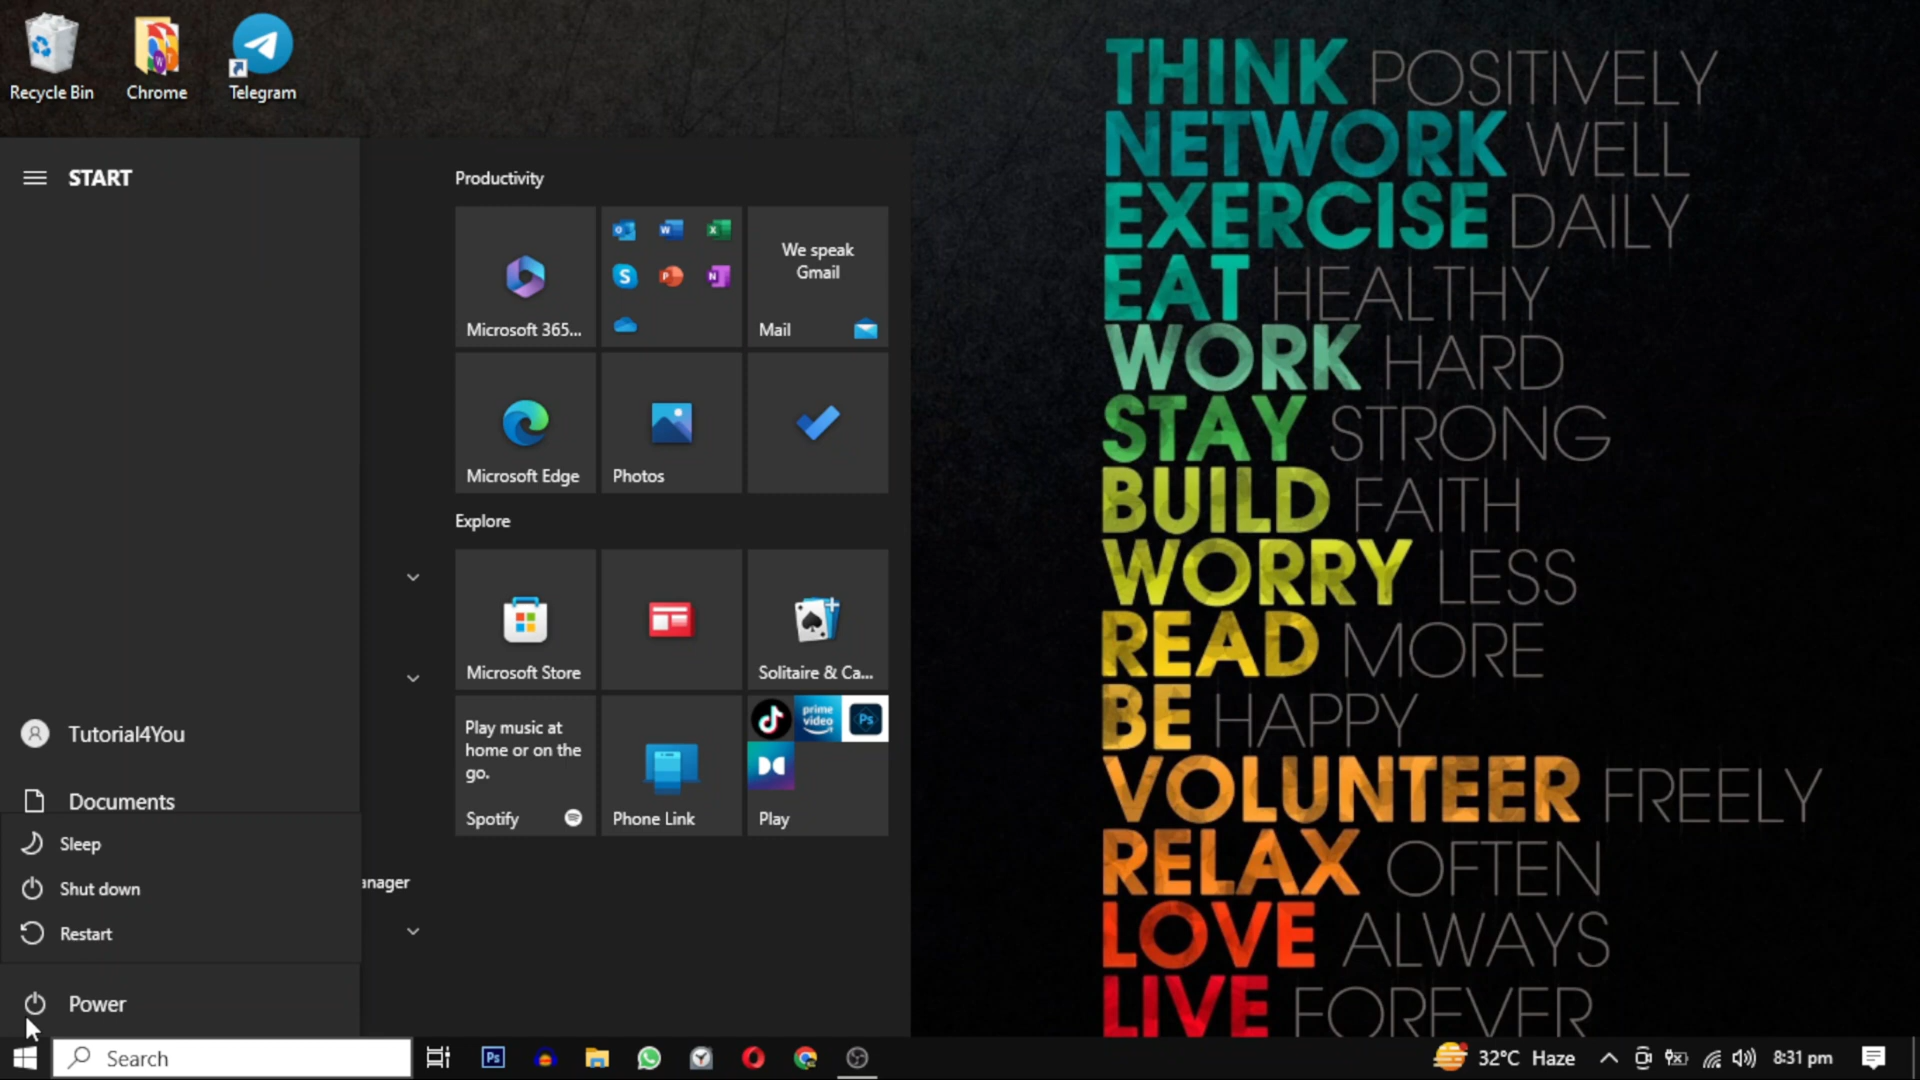 Recycle Bin
Chrome
Telegram
START
Tutorial4You
Documents
Sleep
Shut down
Restart
Power
anager
Productivity
Microsoft 365...
We speak
Gmail
Mail
Microsoft Edge
Photos
Explore
Microsoft Store
Solitaire & Ca...
Play music at
home or on the
go.
Spotify
Phone Link
prime
video
Ps
Play
THINK POSITIVELY
NETWORK WELL
EXERCISE DAILY
EAT HEALTHY
WORK HARD
STAY STRONG
BUILD FAITH
WORRY LESS
READ MORE
BE HAPPY
VOLUNTEER FREELY
RELAX OFTEN
LOVE ALWAYS
LIVE FOREVER
Search
Ps
32°C Haze
8:31 pm